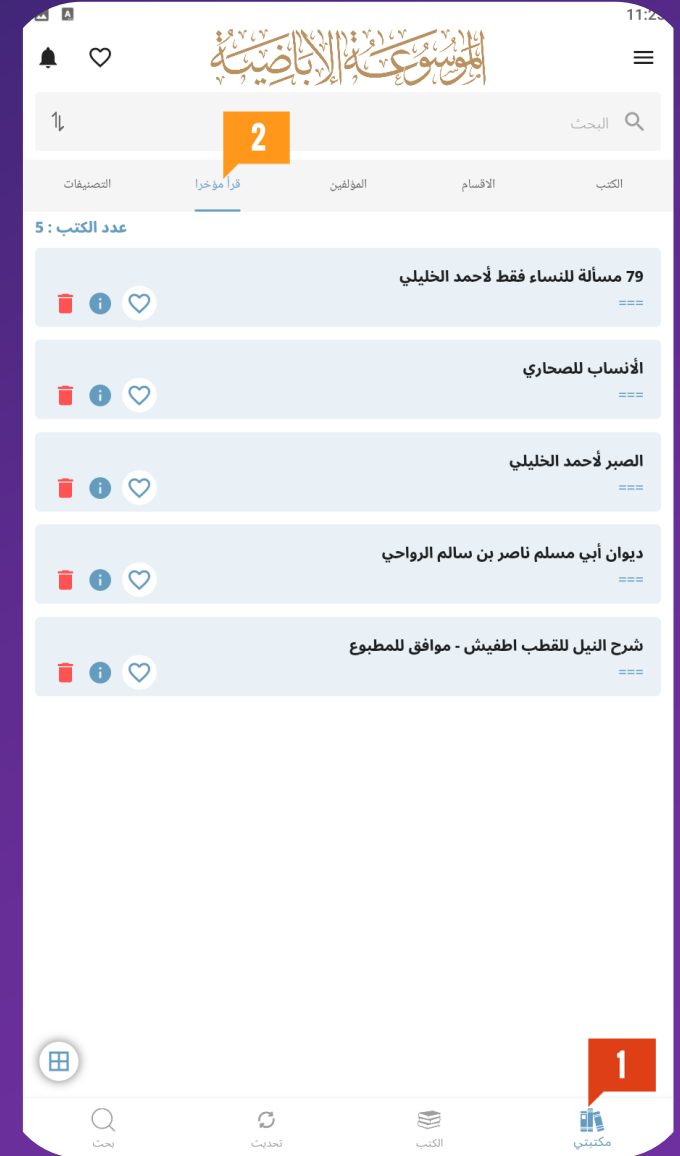 11:23
الموسوعة الإباضية
البحث
2
الكتب
الاقسام
المؤلفين
قرأ مؤخرا
التصنيفات
عدد الكتب : 5
79 مسألة للنساء فقط لأحمد الخليلي
===
الأنساب للصحاري
===
الصبر لأحمد الخليلي
===
ديوان أبي مسلم ناصر بن سالم الرواحي
===
شرح النيل للقطب اطفيش - موافق للمطبوع
===
1
مكتبتي
الكتب
تحديث
بحث